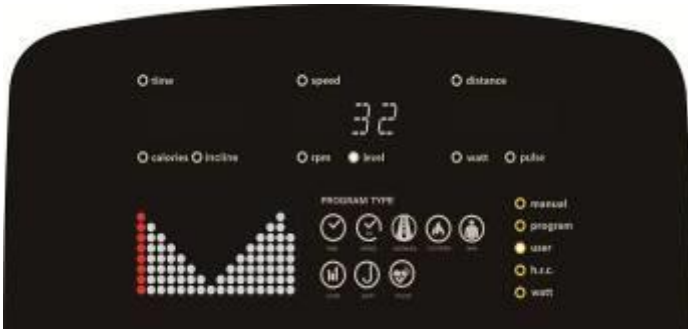 time speed distance
32
calories incline rpm level watt pulse
PROGRAM TYPE
manual
program
user
h.r.c.
watt